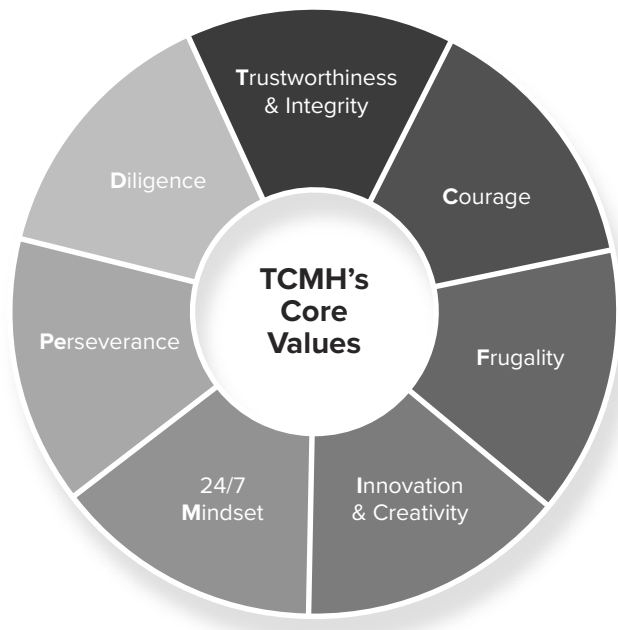 TCMH's
Core
Values
Trustworthiness
& Integrity
Courage
Frugality
Innovation
& Creativity
24/7
Mindset
Perseverance
Diligence